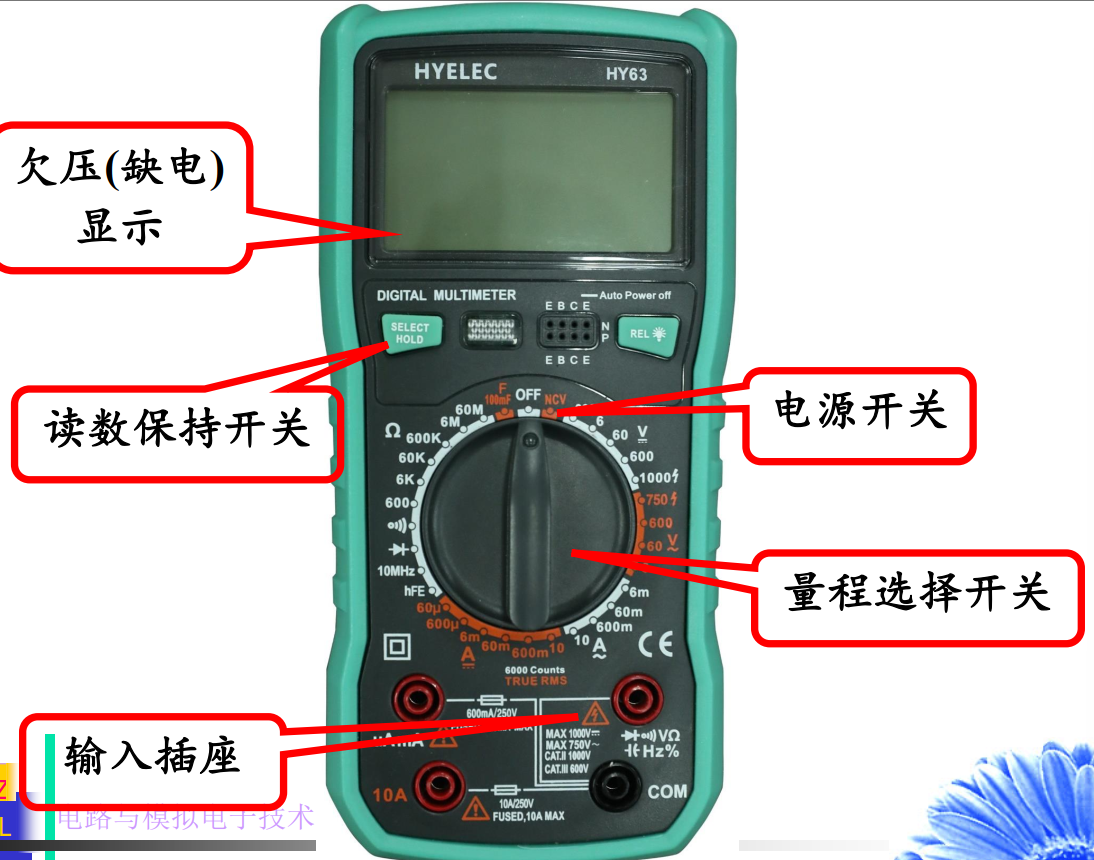 HYELEC HY63
欠压(缺电)
显示
DIGITAL MULTIMETER
Auto Power off
E B C E
SELECT
HOLD
N
P
REL
E B C E
读数保持开关
电源开关
F
100mF
OFF
NCV
60M
6M
Ω
600K
60K
6K
600
10MHz
hFE
6
60
V
600
1000
750
600
60
V
60µ
600µ
6m
60m
600m
10
A
6m
60m
600m
10
A
量程选择开关
CE
6000 Counts
TRUE RMS
600mA/250V
MAX 1000V
MAX 750V~
CAT.II 1000V
CAT.III 600V
VΩ
Hz%
输入插座
10A
10A/250V
FUSED,10A MAX
COM
电路与模拟电子技术